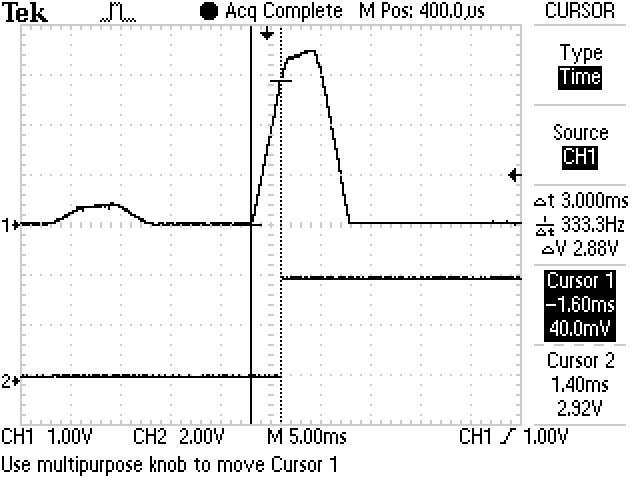 Tek Acq Complete M Pos: 400.0µs CURSOR
Type
Time
Source
CH1
1
△t 3.000ms
1/△t 333.3Hz
△V 2.88V
Cursor 1
-1.60ms
40.0mV
Cursor 2
1.40ms
2.92V
2
CH1 1.00V CH2 2.00V M 5.00ms CH1 1.00V
Use multipurpose knob to move Cursor 1